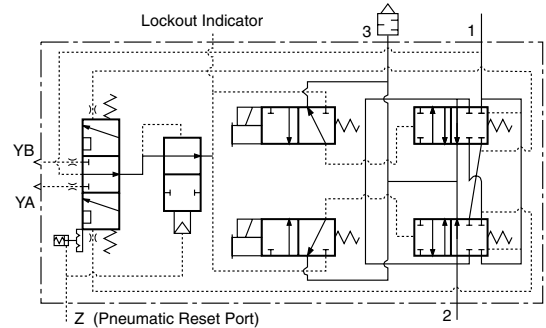 Lockout Indicator
3
1
YB
YA
2
Z (Pneumatic Reset Port)